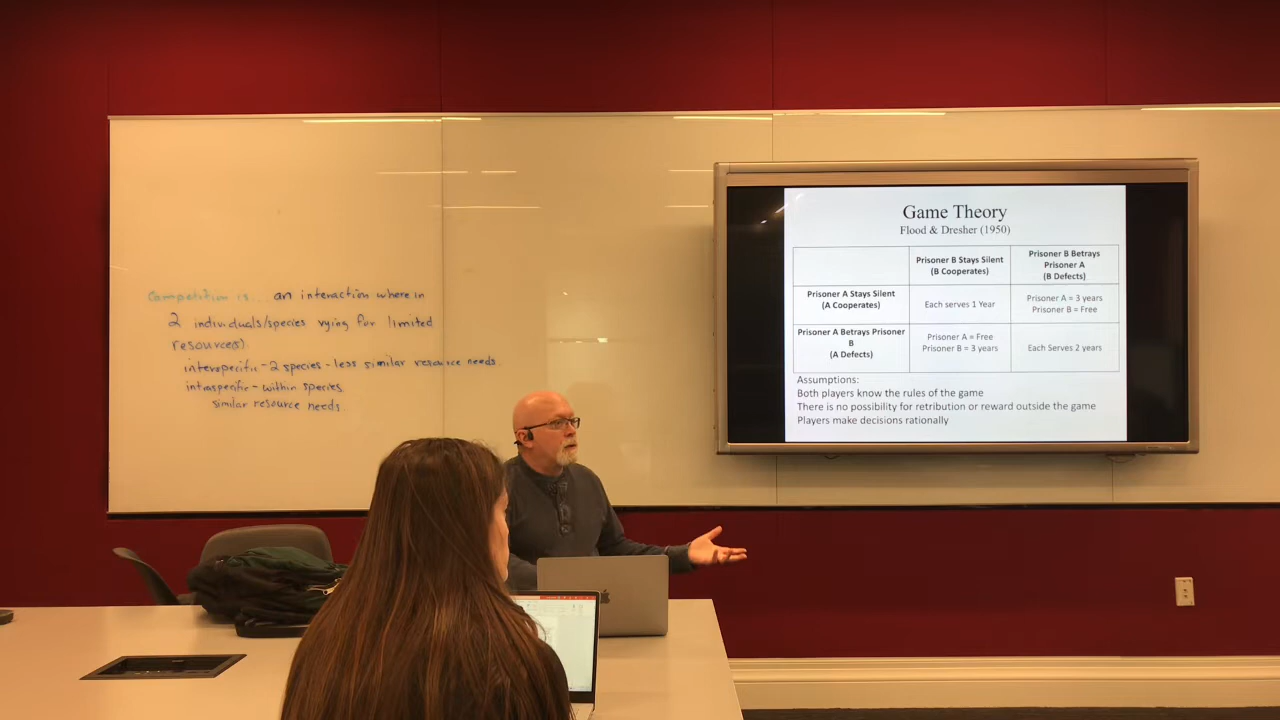 Competition is... an interaction where in
2 individuals/species vying for limited
resource(s).
interspecific - 2 species - less similar resource needs.
intraspecific - within species.
similar resource needs.
Game Theory
Flood & Dresher (1950)
Prisoner B Stays Silent
(B Cooperates)
Prisoner B Betrays
Prisoner A
(B Defects)
Prisoner A Stays Silent
(A Cooperates)
Each serves 1 Year
Prisoner A = 3 years
Prisoner B = Free
Prisoner A Betrays Prisoner
B
(A Defects)
Prisoner A = Free
Prisoner B = 3 years
Each Serves 2 years
Assumptions:
Both players know the rules of the game
There is no possibility for retribution or reward outside the game
Players make decisions rationally